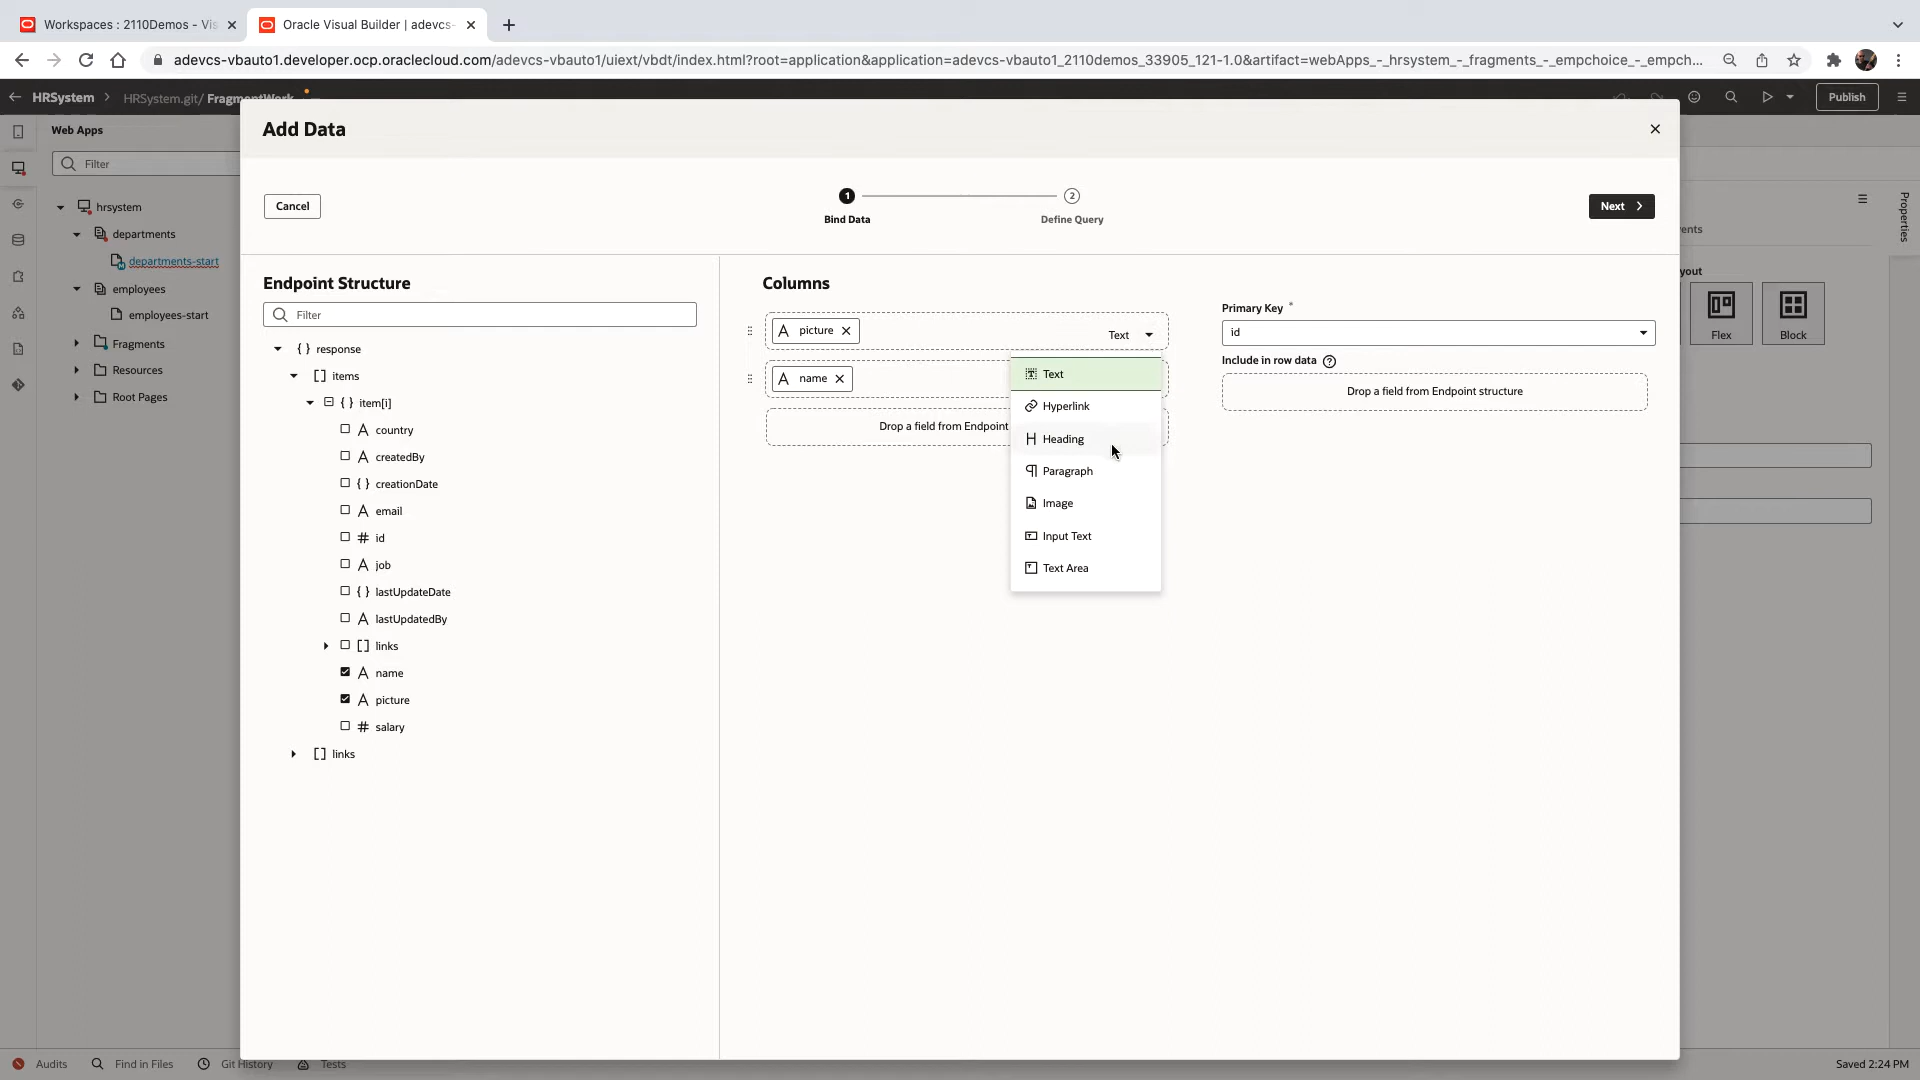 Workspaces : 2110Demos - Vis
Oracle Visual Builder | adevcs-
adevcs-vbauto1.developer.ocp.oraclecloud.com/adevcs-vbauto1/uiext/vbdt/index.html?root=application&application=adevcs-vbauto1_2110demos_33905_121-1.0&artifact=webApps_-_hrsystem_-_fragments_-_empchoice_-_empch...
HRSystem
HRSystem.git/ FragmentWork
Publish
Web Apps
Filter
hrsystem
departments
departments-start
employees
employees-start
Fragments
Resources
Root Pages
Add Data
Cancel
1
2
Bind Data
Define Query
Next
Endpoint Structure
Filter
{ } response
[ ] items
{ } item[i]
A country
A createdBy
{ } creationDate
A email
# id
A job
{ } lastUpdateDate
A lastUpdatedBy
[ ] links
A name
A picture
# salary
[ ] links
Columns
A picture
Text
A name
Drop a field from Endpoint
Text
Hyperlink
H Heading
Paragraph
Image
Input Text
Text Area
Primary Key *
id
Include in row data ?
Drop a field from Endpoint structure
ents
yout
Flex
Block
Properties
Audits
Find in Files
Git History
Tests
Saved 2:24 PM